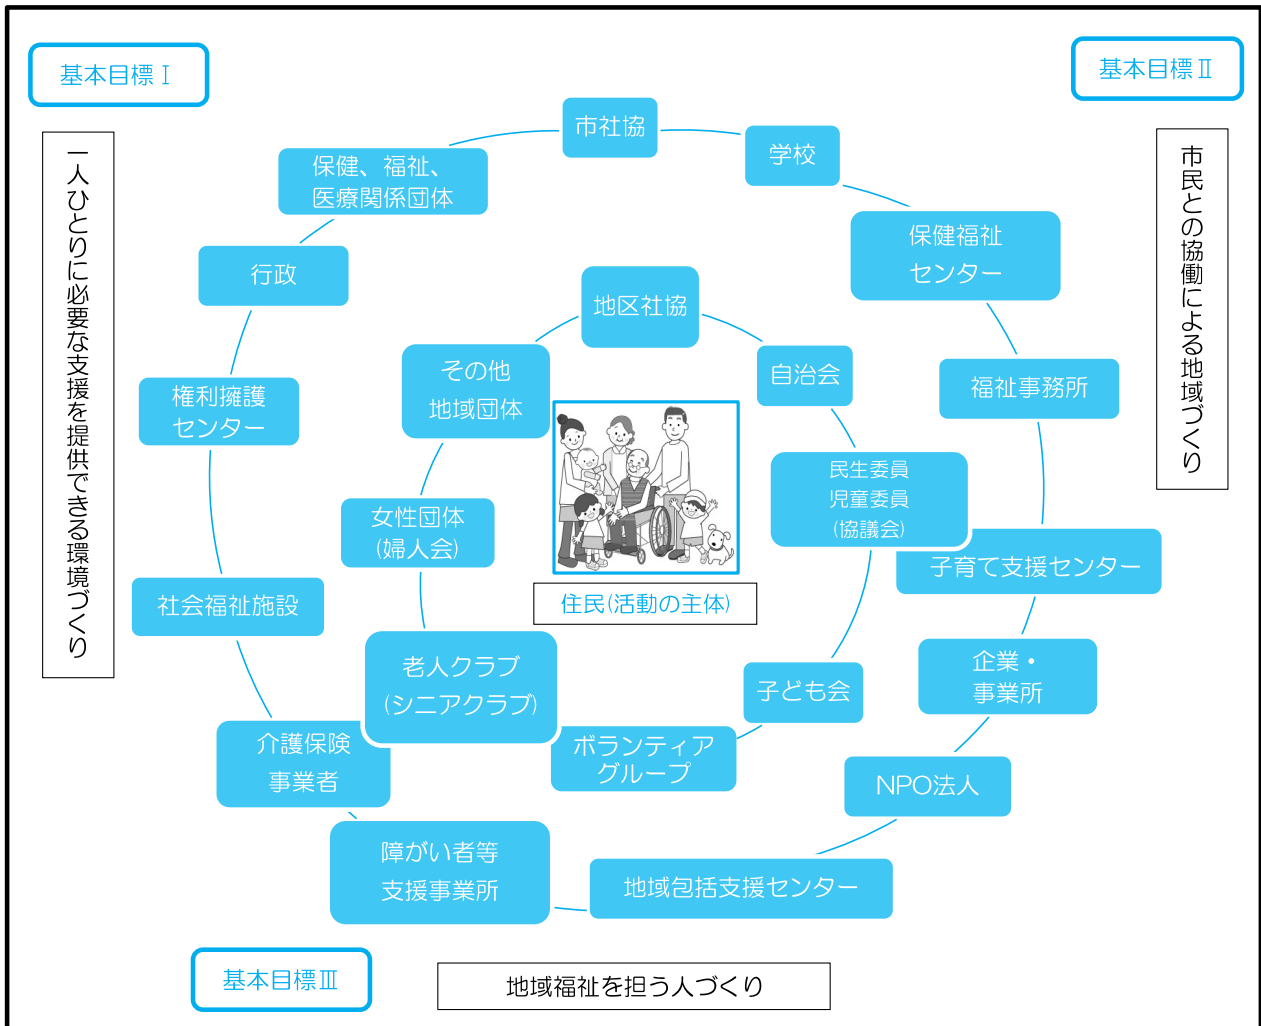 基本目標Ⅰ
基本目標Ⅱ
一人ひとりに必要な支援を提供できる環境づくり
市民との協働による地域づくり
市社協
学校
保健、福祉、
医療関係団体
保健福祉
センター
行政
地区社協
自治会
その他
地域団体
福祉事務所
権利擁護
センター
民生委員
児童委員
(協議会)
女性団体
(婦人会)
子育て支援センター
住民(活動の主体)
社会福祉施設
老人クラブ
(シニアクラブ)
子ども会
企業・
事業所
介護保険
事業者
ボランティア
グループ
NPO法人
障がい者等
支援事業所
地域包括支援センター
基本目標Ⅲ
地域福祉を担う人づくり